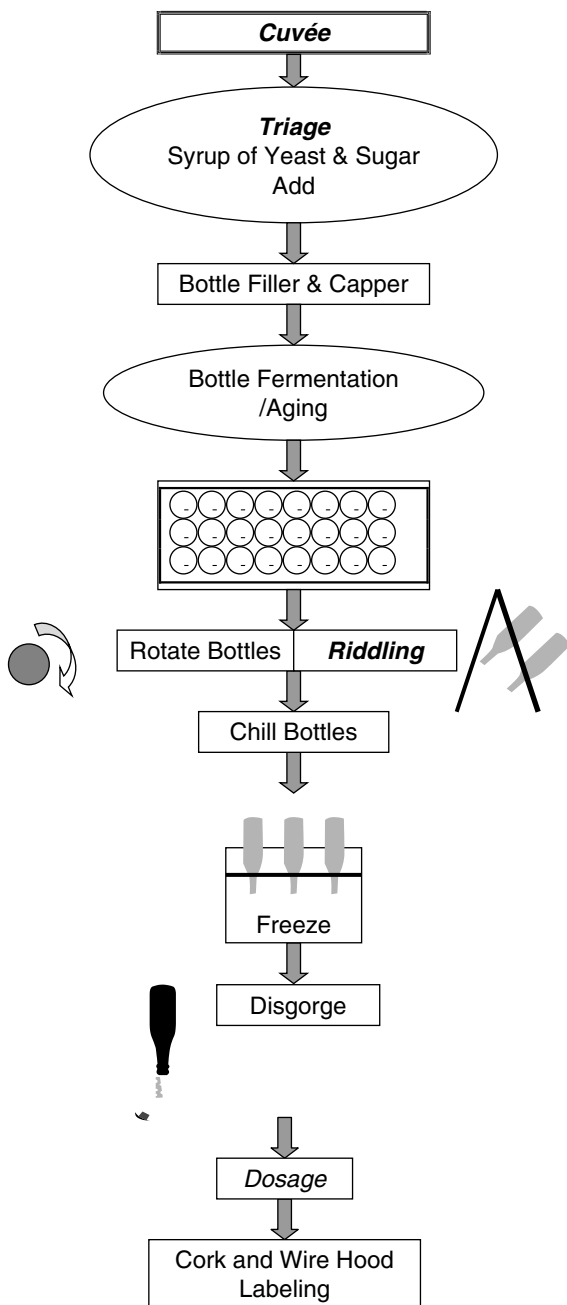 Cuvée
Triage
Syrup of Yeast & Sugar
Add
Bottle Filler & Capper
Bottle Fermentation
/Aging
Rotate Bottles
Riddling
Chill Bottles
Freeze
Disgorge
Dosage
Cork and Wire Hood
Labeling